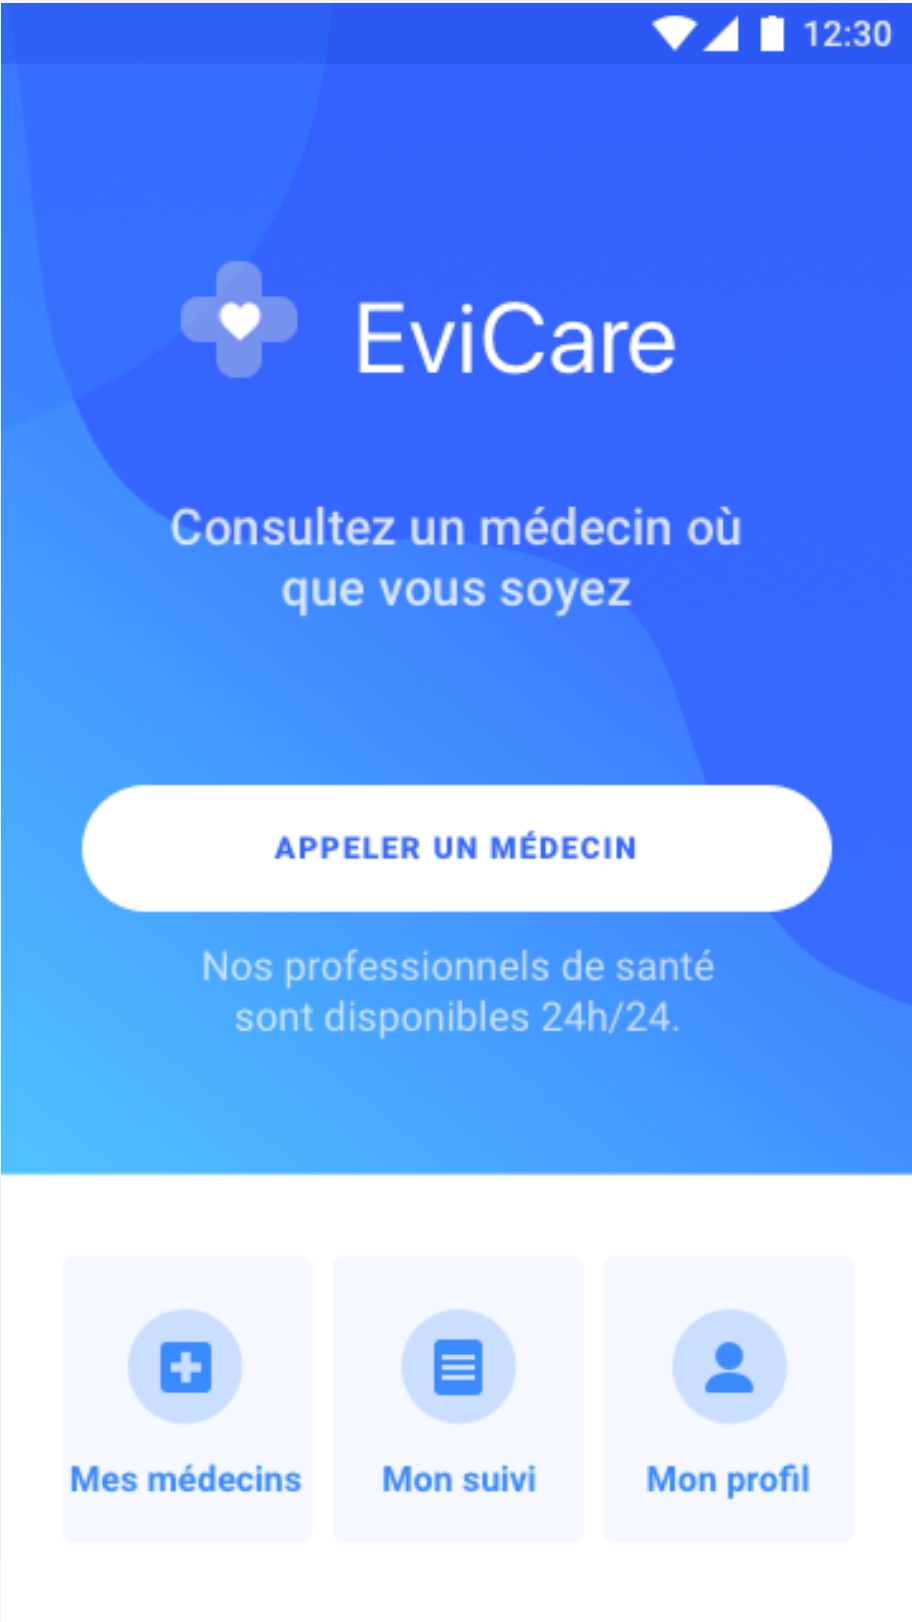 12:30
EviCare
Consultez un médecin où
que vous soyez
APPELER UN MÉDECIN
Nos professionnels de santé
sont disponibles 24h/24.
Mes médecins
Mon suivi
Mon profil